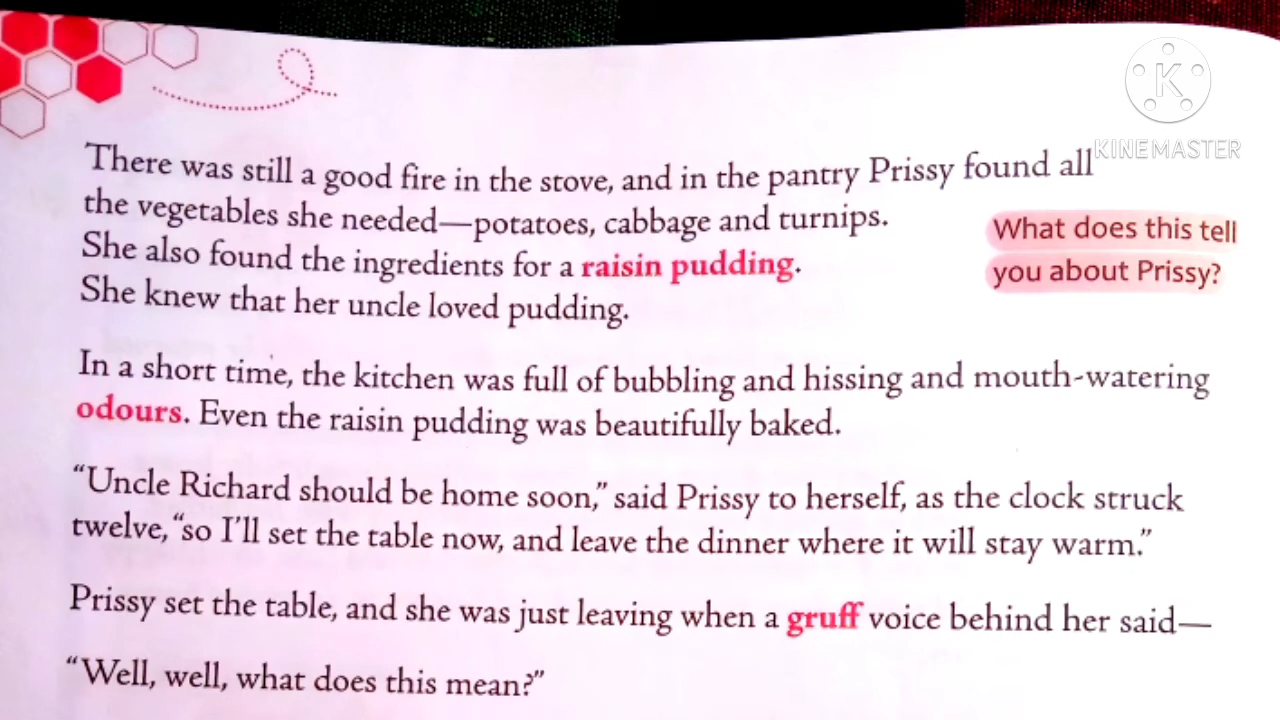 K
KINEMASTER
There was still a good fire in the stove, and in the pantry Prissy found all
the vegetables she needed—potatoes, cabbage and turnips.
She also found the ingredients for a raisin pudding.
She knew that her uncle loved pudding.
What does this tell
you about Prissy?
In a short time, the kitchen was full of bubbling and hissing and mouth-watering
odours. Even the raisin pudding was beautifully baked.
“Uncle Richard should be home soon,” said Prissy to herself, as the clock struck
twelve, “so I’ll set the table now, and leave the dinner where it will stay warm.”
Prissy set the table, and she was just leaving when a gruff voice behind her said—
“Well, well, what does this mean?”